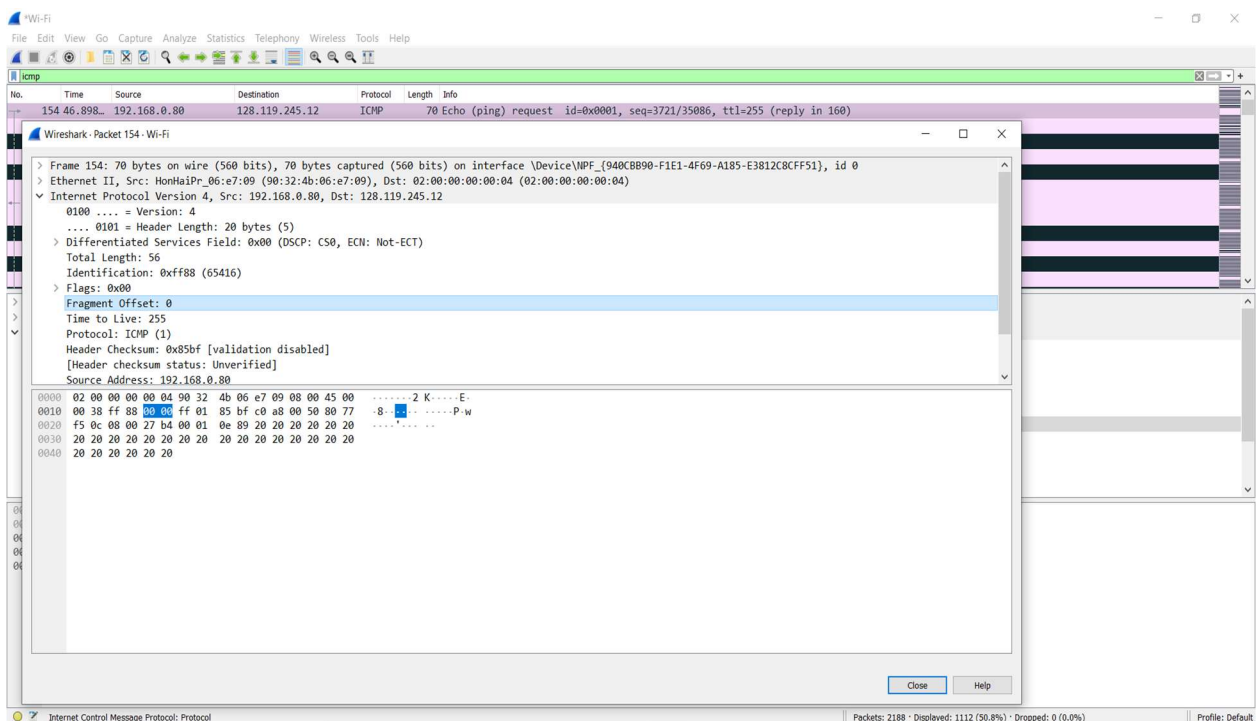 *Wi-Fi
File Edit View Go Capture Analyze Statistics Telephony Wireless Tools Help
icmp
No. Time Source Destination Protocol Length Info
154 46.898… 192.168.0.80 128.119.245.12 ICMP 70 Echo (ping) request id=0x0001, seq=3721/35086, ttl=255 (reply in 160)
Wireshark · Packet 154 · Wi-Fi
Frame 154: 70 bytes on wire (560 bits), 70 bytes captured (560 bits) on interface \Device\NPF_{940CBB90-F1E1-4F69-A185-E3812C8CFF51}, id 0
Ethernet II, Src: HonHaiPr_06:e7:09 (90:32:4b:06:e7:09), Dst: 02:00:00:00:00:04 (02:00:00:00:00:04)
Internet Protocol Version 4, Src: 192.168.0.80, Dst: 128.119.245.12
0100 .... = Version: 4
.... 0101 = Header Length: 20 bytes (5)
Differentiated Services Field: 0x00 (DSCP: CS0, ECN: Not-ECT)
Total Length: 56
Identification: 0xff88 (65416)
Flags: 0x00
Fragment Offset: 0
Time to Live: 255
Protocol: ICMP (1)
Header Checksum: 0x85bf [validation disabled]
[Header checksum status: Unverified]
Source Address: 192.168.0.80
0000 02 00 00 00 00 04 90 32 4b 06 e7 09 08 00 45 00 ·······2 K·····E·
0010 00 38 ff 88 00 00 ff 01 85 bf c0 a8 00 50 80 77 ·8······ ·····P·w
0020 f5 0c 08 00 27 b4 00 01 0e 89 20 20 20 20 20 20 ····'··· ··
0030 20 20 20 20 20 20 20 20 20 20 20 20 20 20 20 20
0040 20 20 20 20 20 20
Close Help
Internet Control Message Protocol: Protocol Packets: 2188 · Displayed: 1112 (50.8%) · Dropped: 0 (0.0%) Profile: Default